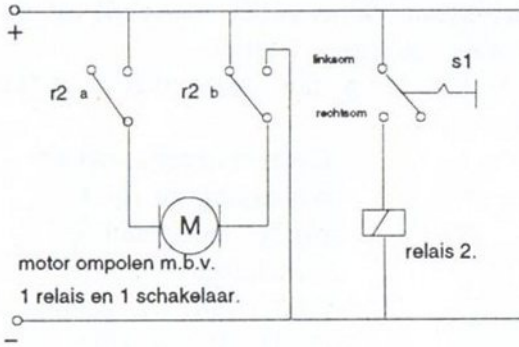 +
r2 a
r2 b
linksom
s1
rechtsom
M
relais 2.
motor ompolen m.b.v.
1 relais en 1 schakelaar.
–